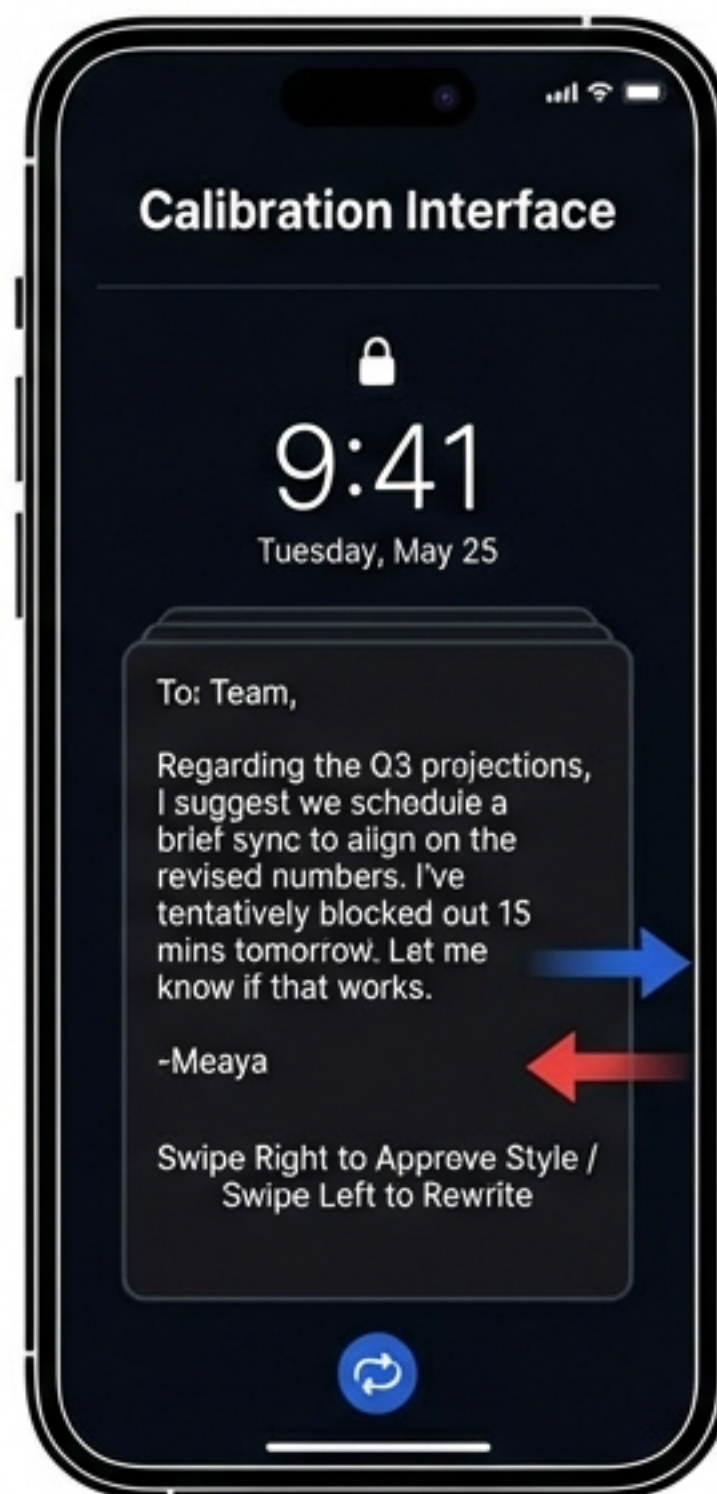 Calibration Interface
9:41
Tuesday, May 25
To: Team,
Regarding the Q3 projections,
I suggest we scheduie a
brief sync to aiign on the
revised numbers. I've
tentatively blocked out 15
mins tomorrow. Let me
know if that works.
-Meaya
Swipe Right to Appreve Style /
Swipe Left to Rewrite